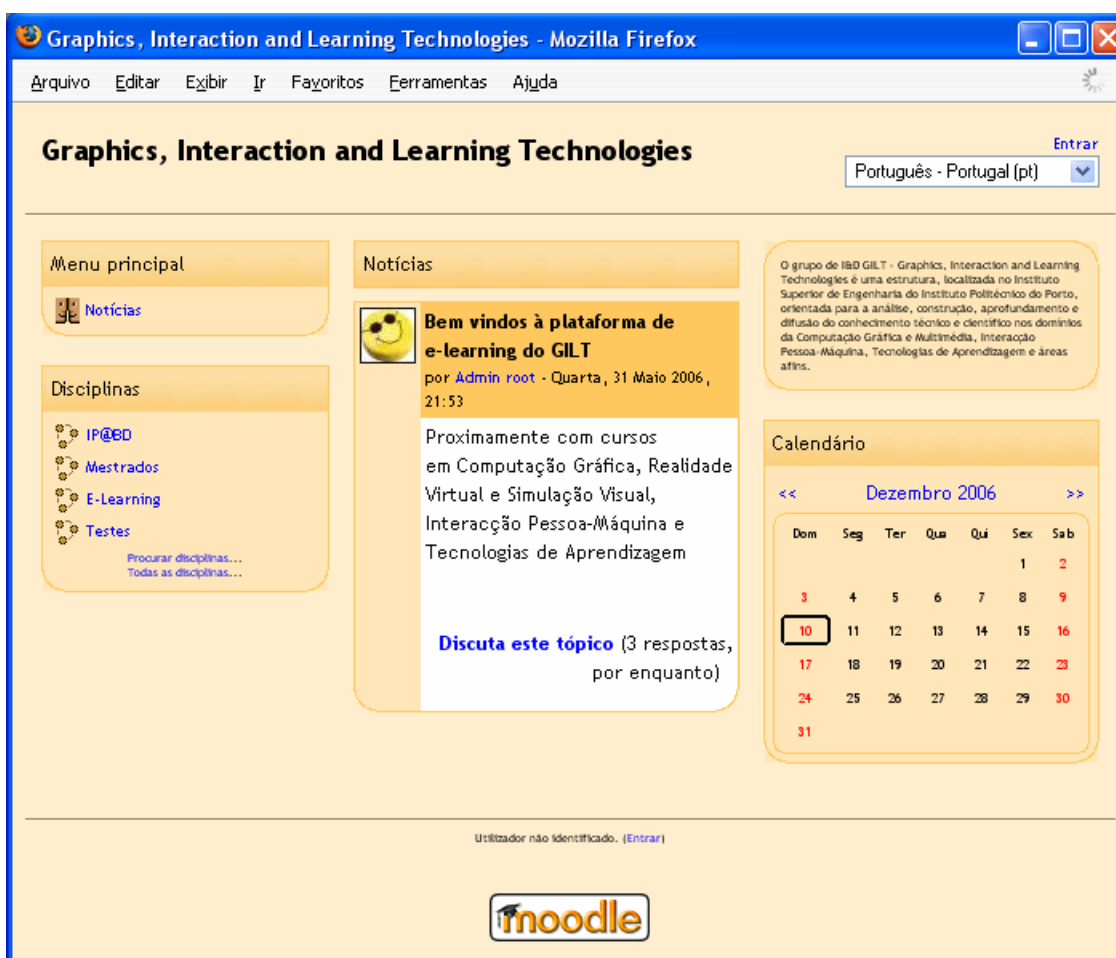 Graphics, Interaction and Learning Technologies - Mozilla Firefox
Arquivo Editar Exibir Ir Favoritos Ferramentas Ajuda
Graphics, Interaction and Learning Technologies
Entrar
Português - Portugal (pt)
Menu principal
Notícias
Disciplinas
IP@BD
Mestrados
E-Learning
Testes
Procurar disciplinas...
Todas as disciplinas...
Notícias
Bem vindos à plataforma de
e-learning do GILT
por Admin root - Quarta, 31 Maio 2006,
21:53
Proximamente com cursos
em Computação Gráfica, Realidade
Virtual e Simulação Visual,
Interacção Pessoa-Máquina e
Tecnologias de Aprendizagem
Discuta este tópico (3 respostas,
por enquanto)
O grupo de I&D GILT - Graphics, Interaction and Learning
Technologies é uma estrutura, localizada no Instituto
Superior de Engenharia do Instituto Politécnico do Porto,
orientada para a análise, construção, aprofundamento e
difusão do conhecimento técnico e científico nos domínios
da Computação Gráfica e Multimédia, Interacção
Pessoa-Máquina, Tecnologias de Aprendizagem e áreas
afins.
Calendário
<< Dezembro 2006 >>
Dom Seg Ter Qua Qui Sex Sab
1 2
3 4 5 6 7 8 9
10 11 12 13 14 15 16
17 18 19 20 21 22 23
24 25 26 27 28 29 30
31
Utilizador não identificado. (Entrar)
moodle